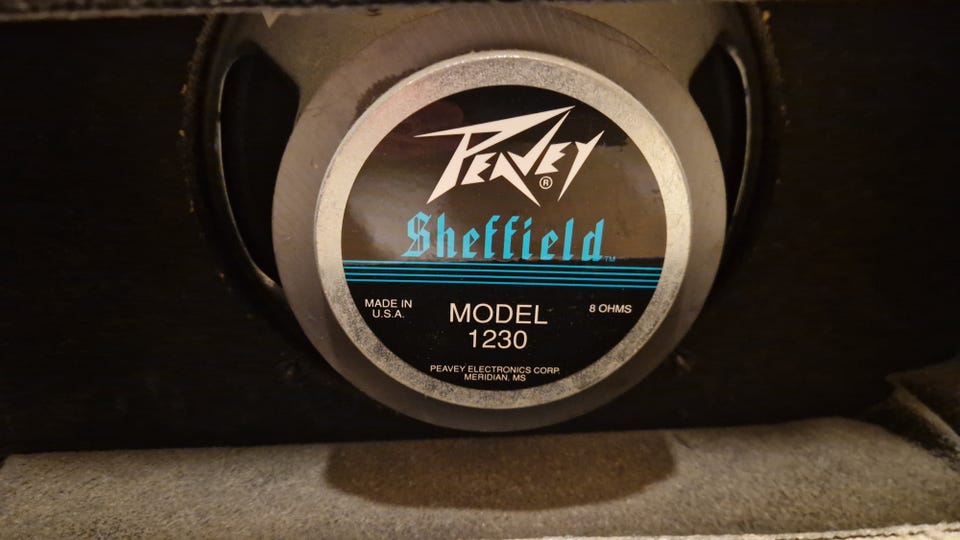 PEAVEY
®
Sheffield™
MADE IN
U.S.A.
MODEL
1230
8 OHMS
PEAVEY ELECTRONICS CORP.
MERIDIAN, MS